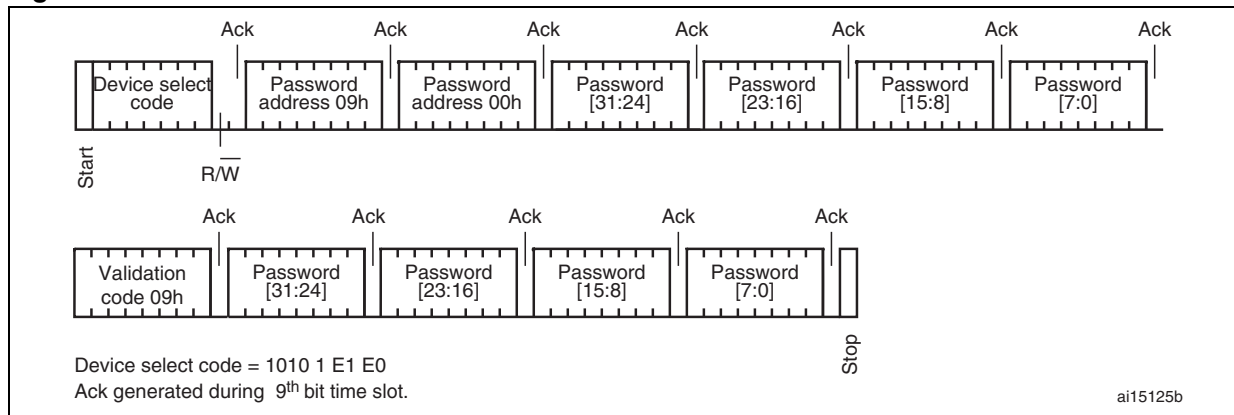 Ack Ack Ack Ack Ack Ack Ack
Device select Password Password Password Password Password Password
code address 09h address 00h [31:24] [23:16] [15:8] [7:0]
Start
R/W̅
Ack Ack Ack Ack Ack
Validation Password Password Password Password
code 09h [31:24] [23:16] [15:8] [7:0]
Stop
Device select code = 1010 1 E1 E0
Ack generated during 9th bit time slot.
ai15125b